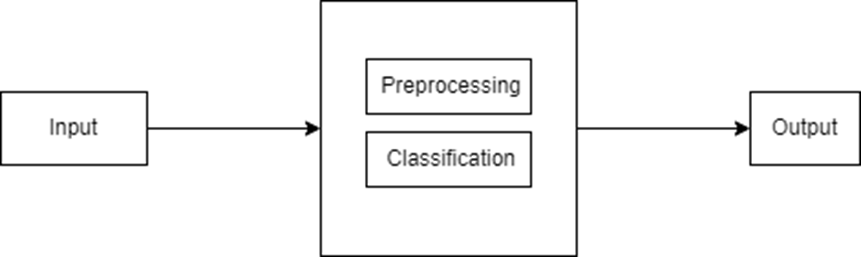 Input
Preprocessing
Classification
Output